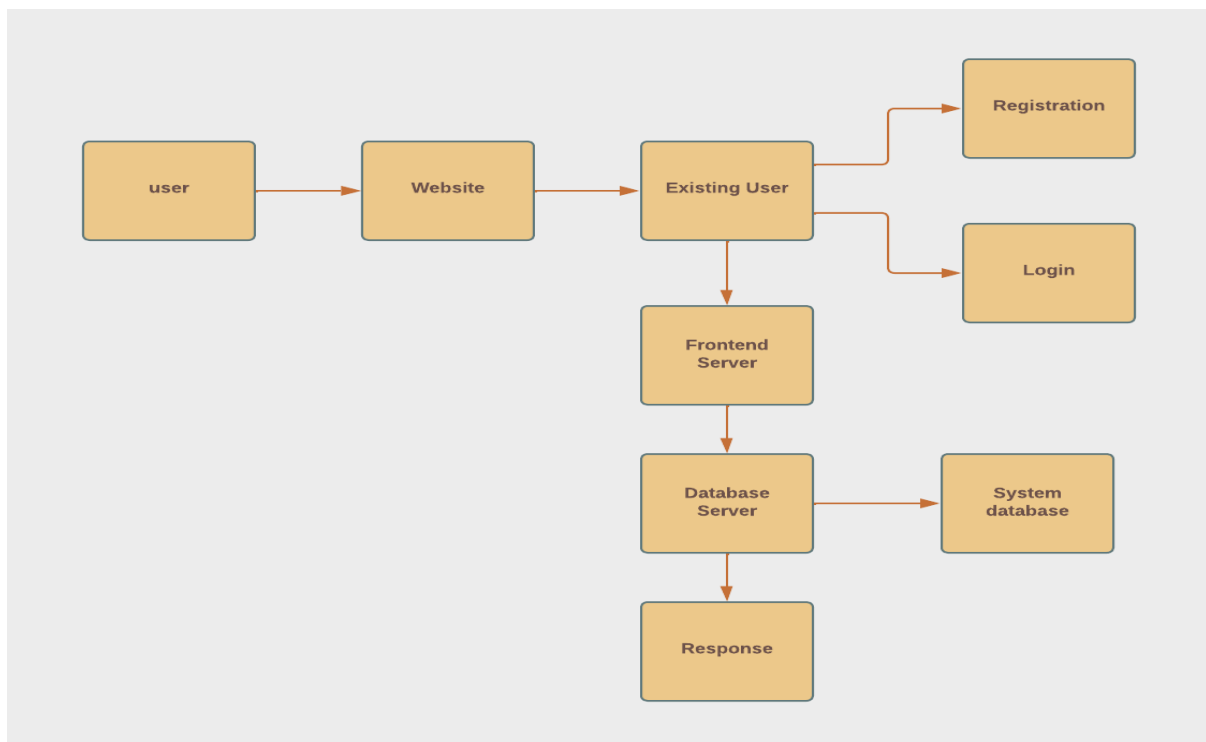 Registration
user
Website
Existing User
Login
Frontend
Server
Database
Server
System
database
Response